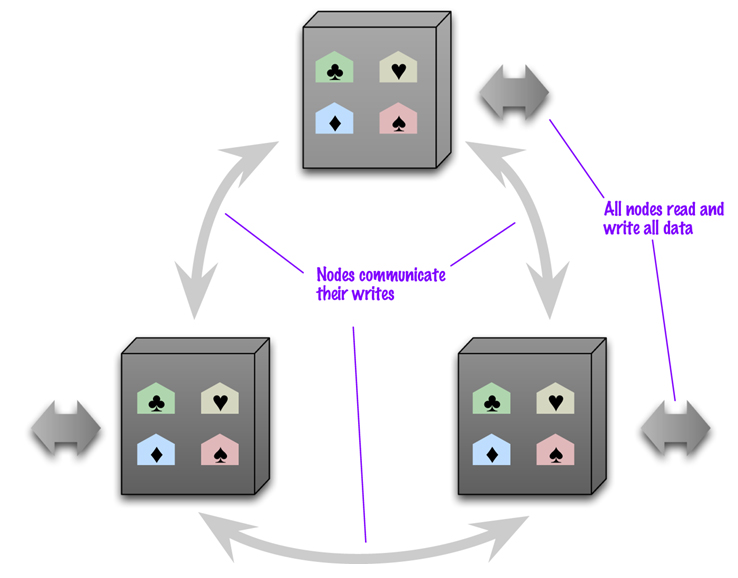 All nodes read and
write all data
Nodes communicate
their writes